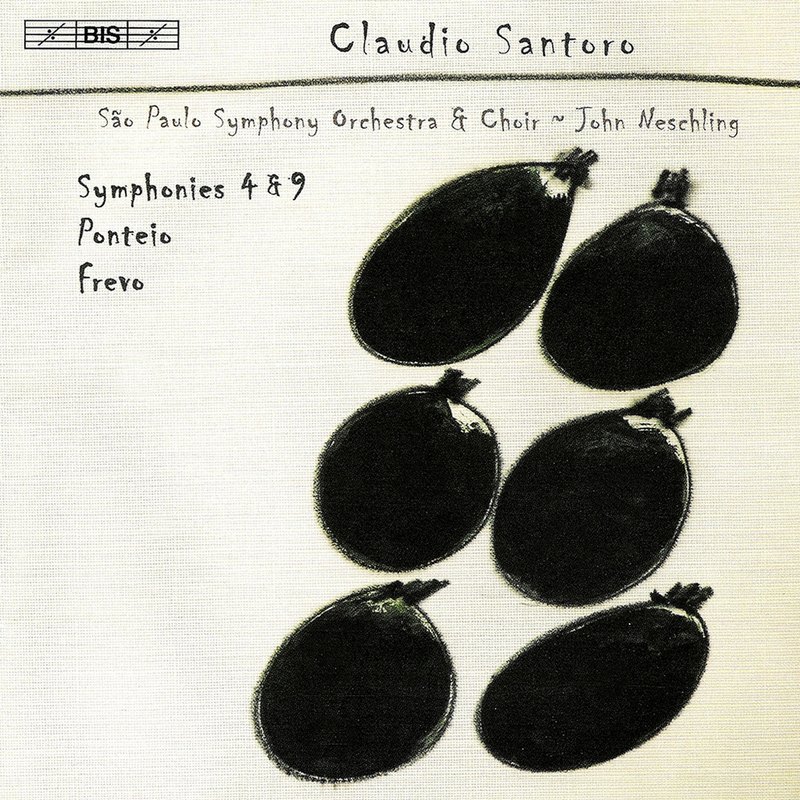 BIS
Claudio Santoro
São Paulo Symphony Orchestra & Choir ~ John Neschling
Symphonies 4 & 9
Ponteio
Frevo